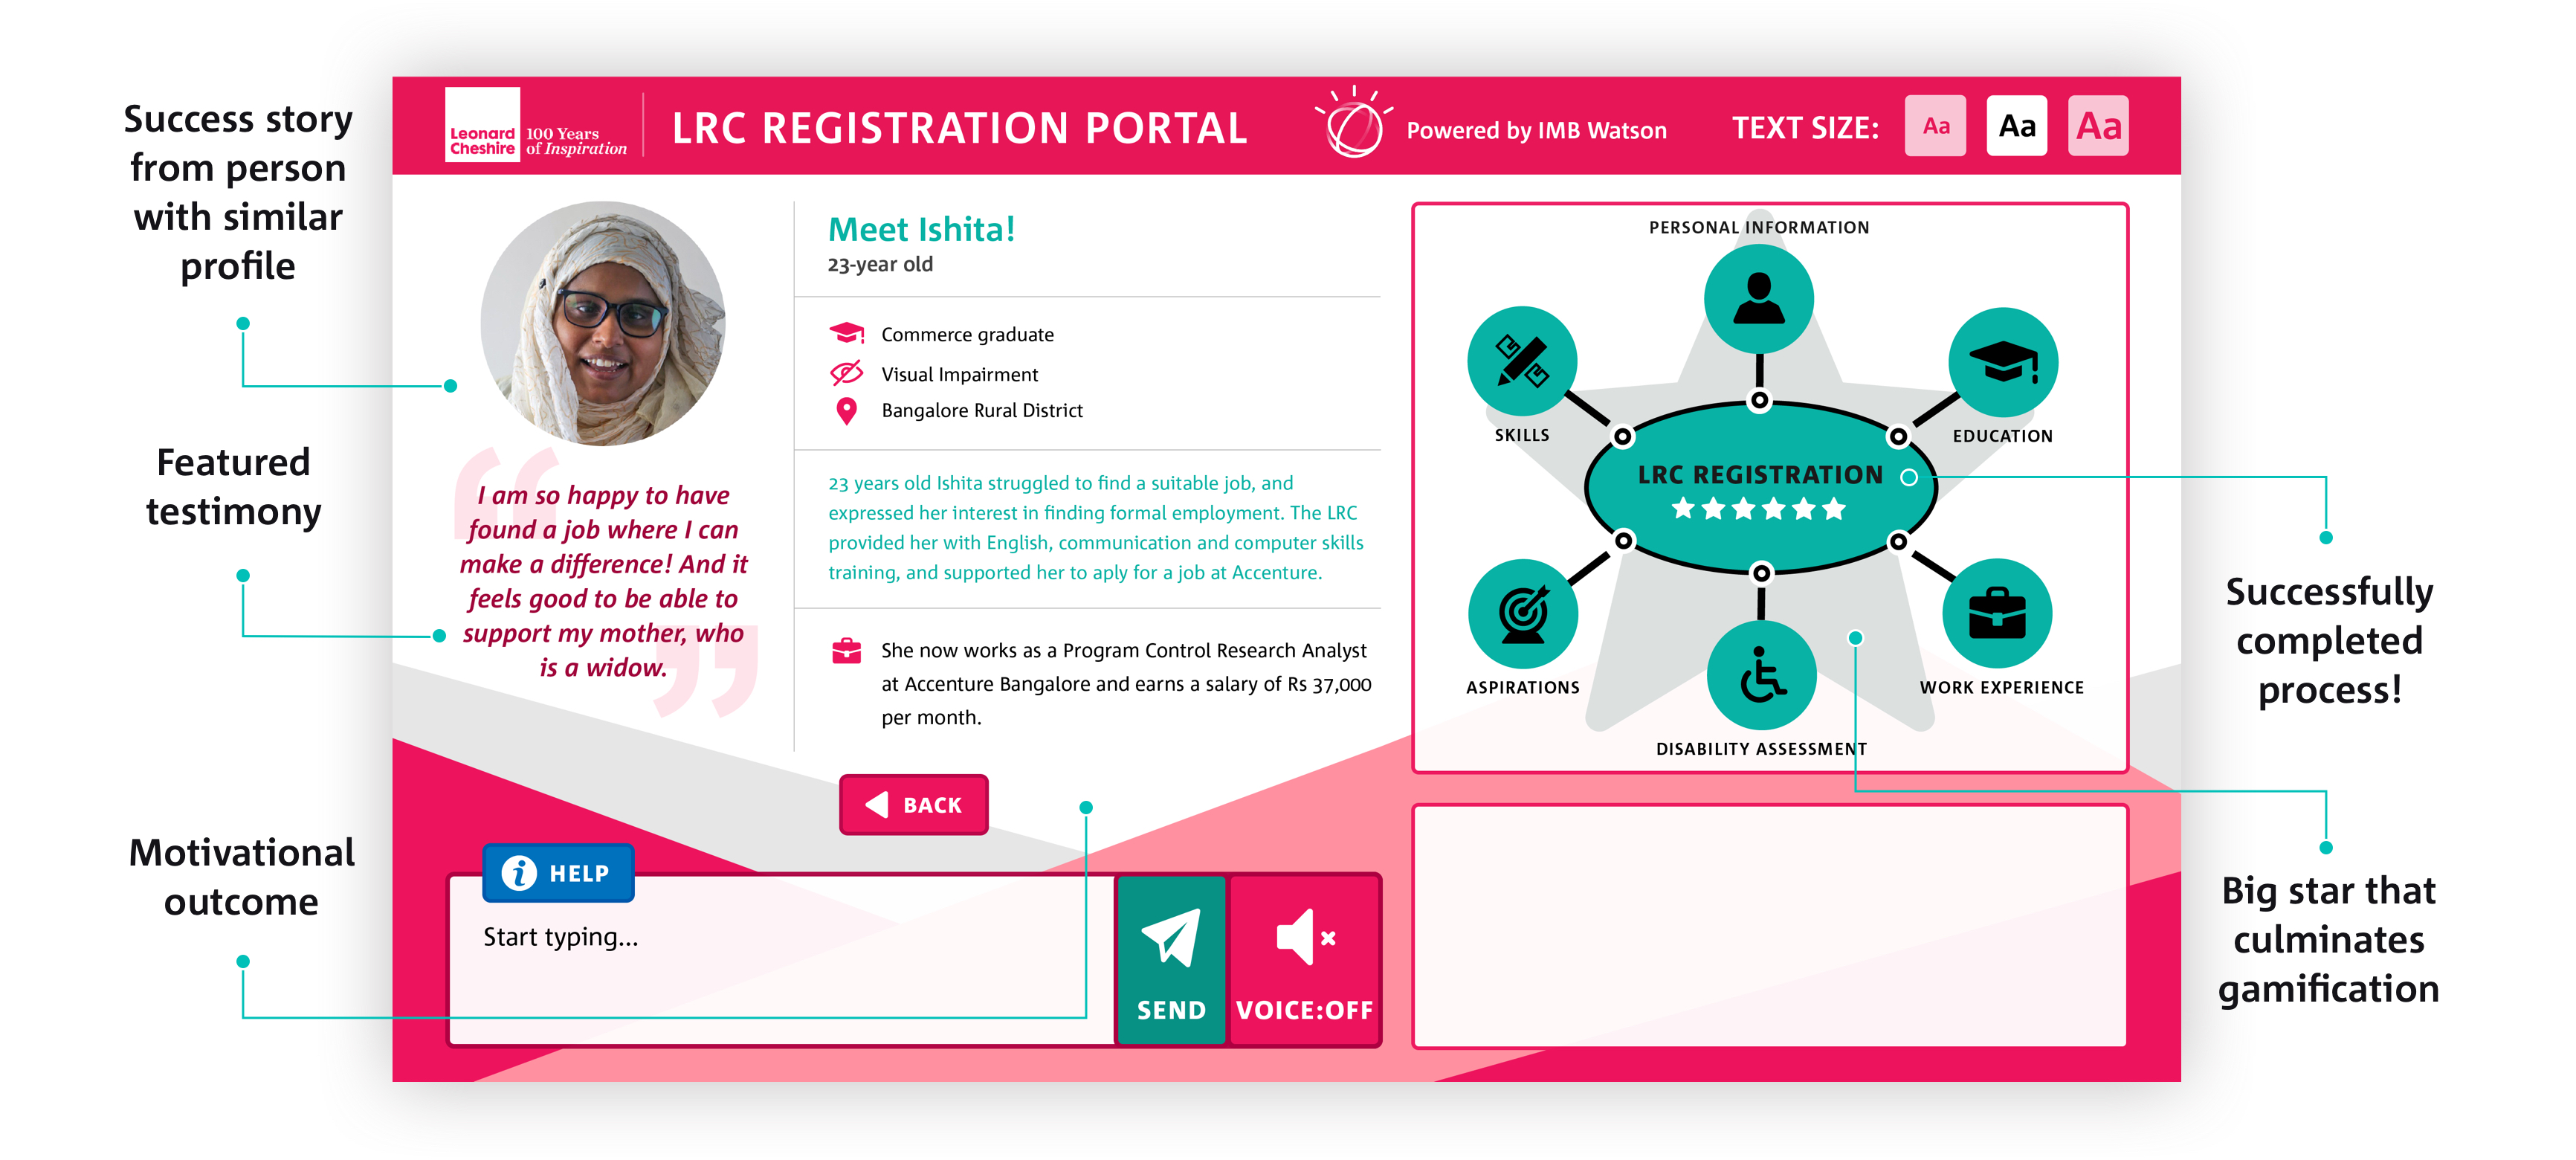 Success story
from person
with similar
profile
Featured
testimony
Motivational
outcome
Leonard
Cheshire
100 Years
of Inspiration
LRC REGISTRATION PORTAL
Powered by IMB Watson
TEXT SIZE:
Aa
Aa
Aa
I am so happy to have
found a job where I can
make a difference! And it
feels good to be able to
support my mother, who
is a widow.
Meet Ishita!
23-year old
Commerce graduate
Visual Impairment
Bangalore Rural District
23 years old Ishita struggled to find a suitable job, and
expressed her interest in finding formal employment. The LRC
provided her with English, communication and computer skills
training, and supported her to aply for a job at Accenture.
She now works as a Program Control Research Analyst
at Accenture Bangalore and earns a salary of Rs 37,000
per month.
BACK
HELP
Start typing...
SEND
VOICE:OFF
PERSONAL INFORMATION
SKILLS
EDUCATION
LRC REGISTRATION
ASPIRATIONS
WORK EXPERIENCE
DISABILITY ASSESSMENT
Successfully
completed
process!
Big star that
culminates
gamification